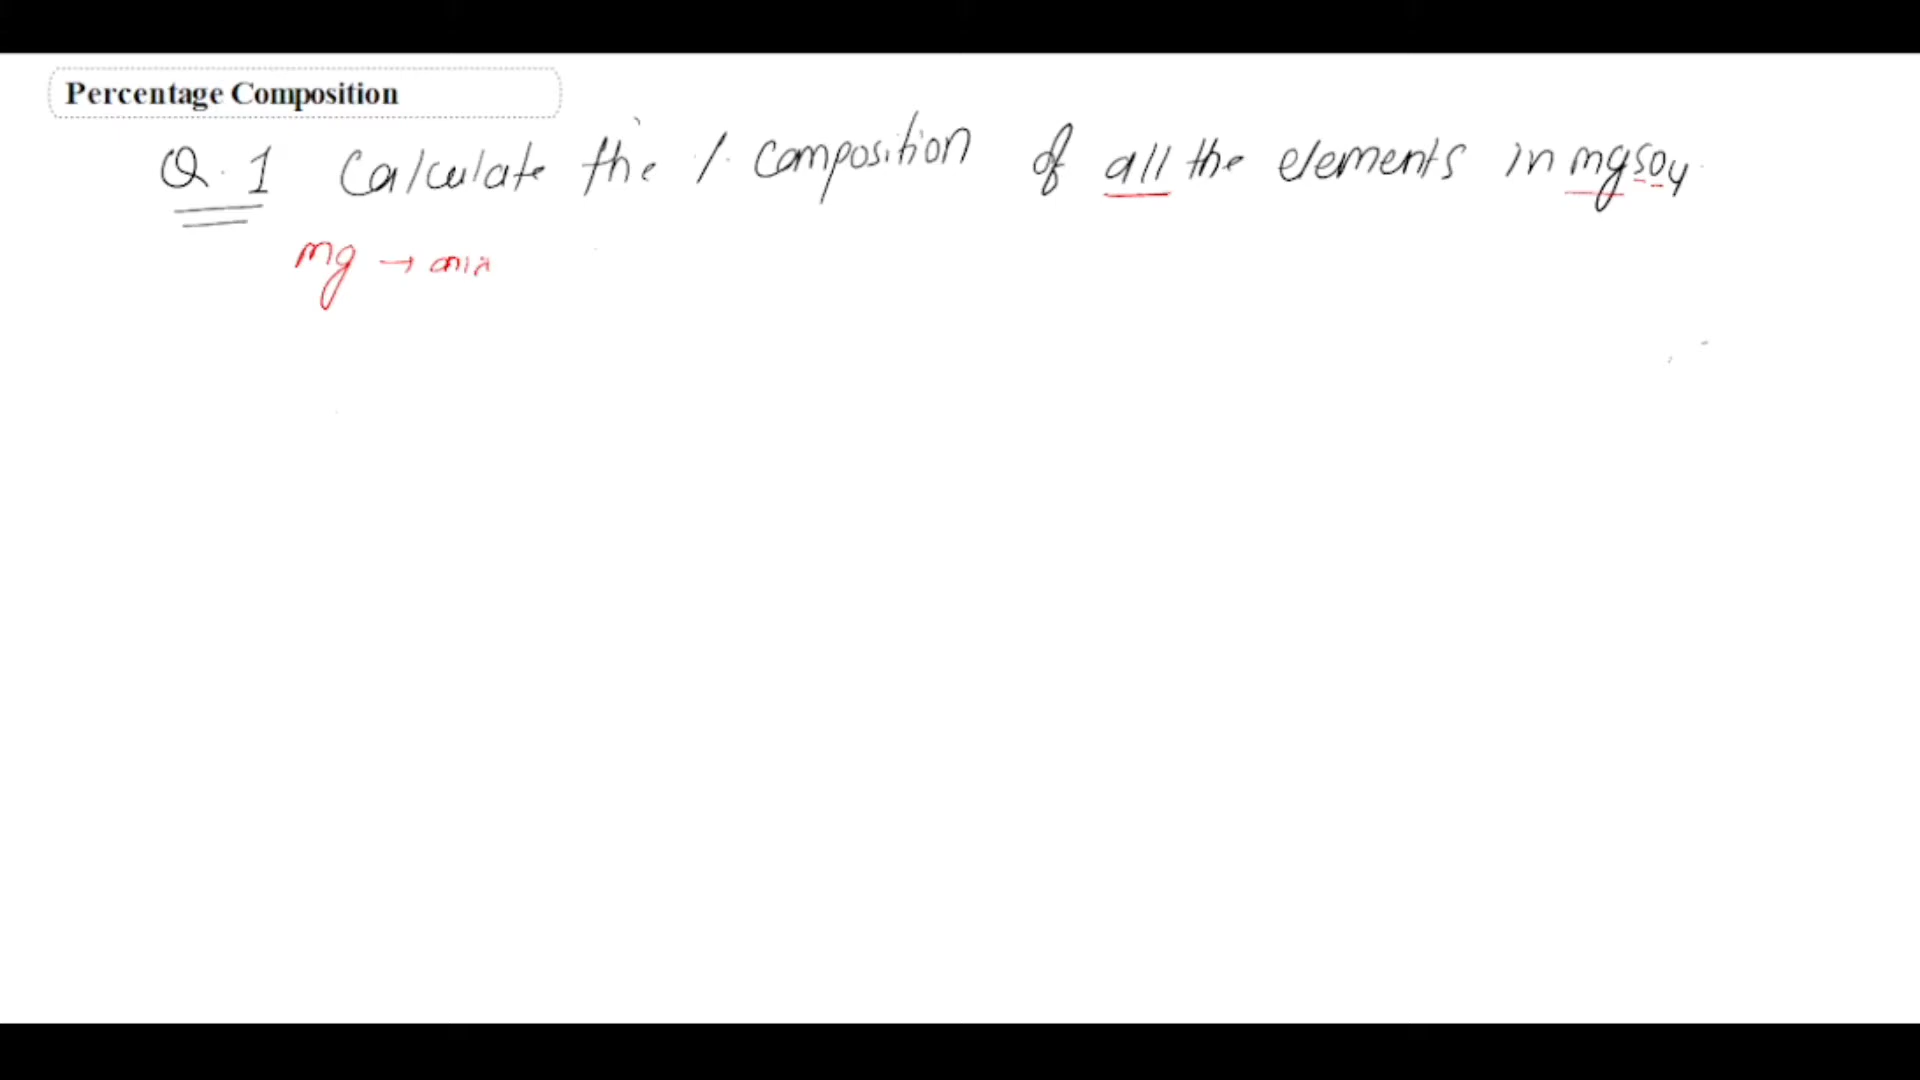 Percentage Composition
Q.1 Calculate the % composition of all the elements in mgso4
mg →